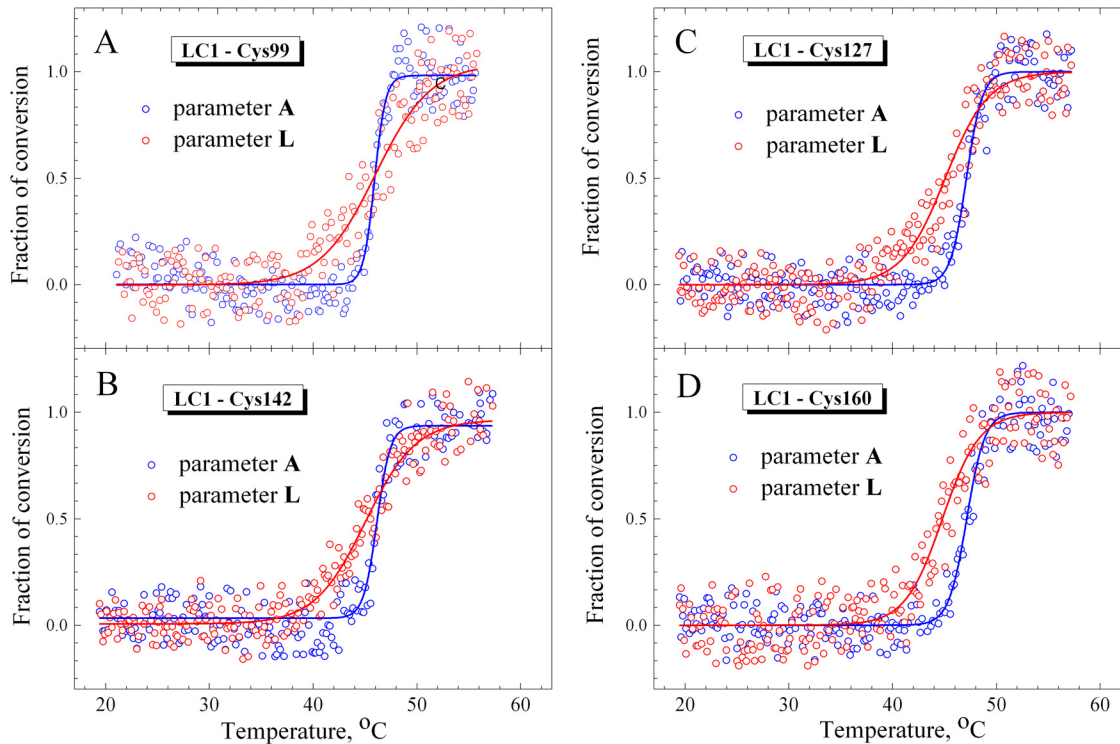 A
LC1 - Cys99
parameter A
parameter L
C
Fraction of conversion
1.0
0.5
0.0
B
LC1 - Cys142
parameter A
parameter L
Fraction of conversion
1.0
0.5
0.0
20 30 40 50 60
Temperature, °C
C
LC1 - Cys127
parameter A
parameter L
Fraction of conversion
1.0
0.5
0.0
D
LC1 - Cys160
parameter A
parameter L
Fraction of conversion
1.0
0.5
0.0
20 30 40 50 60
Temperature, °C